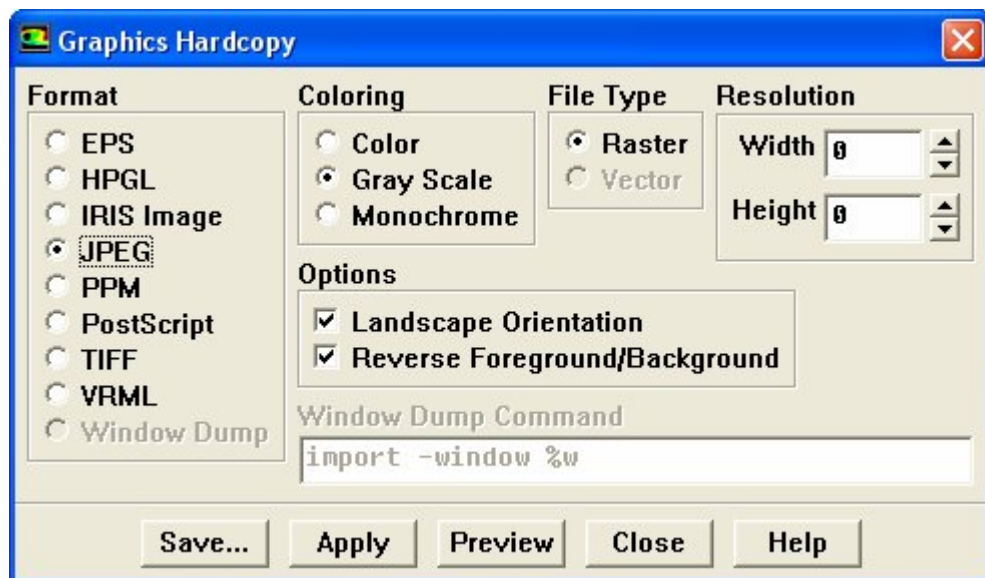 Graphics Hardcopy
Format
EPS
HPGL
IRIS Image
JPEG
PPM
PostScript
TIFF
VRML
Window Dump
Coloring
Color
Gray Scale
Monochrome
File Type
Raster
Vector
Resolution
Width 0
Height 0
Options
Landscape Orientation
Reverse Foreground/Background
Window Dump Command
import -window %w
Save... Apply Preview Close Help